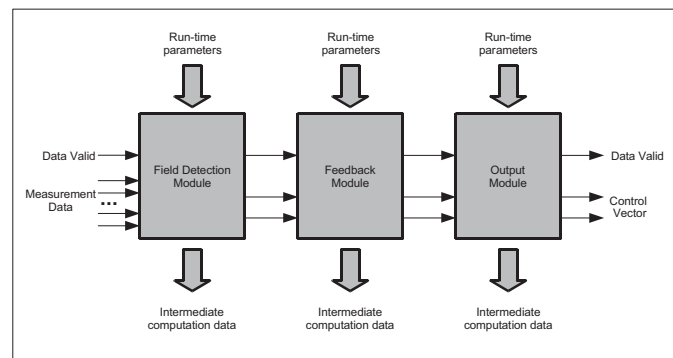 Run-time
parameters
Run-time
parameters
Run-time
parameters
Data Valid
Measurement
Data
...
Field Detection
Module
Feedback
Module
Output
Module
Data Valid
Control
Vector
Intermediate
computation data
Intermediate
computation data
Intermediate
computation data